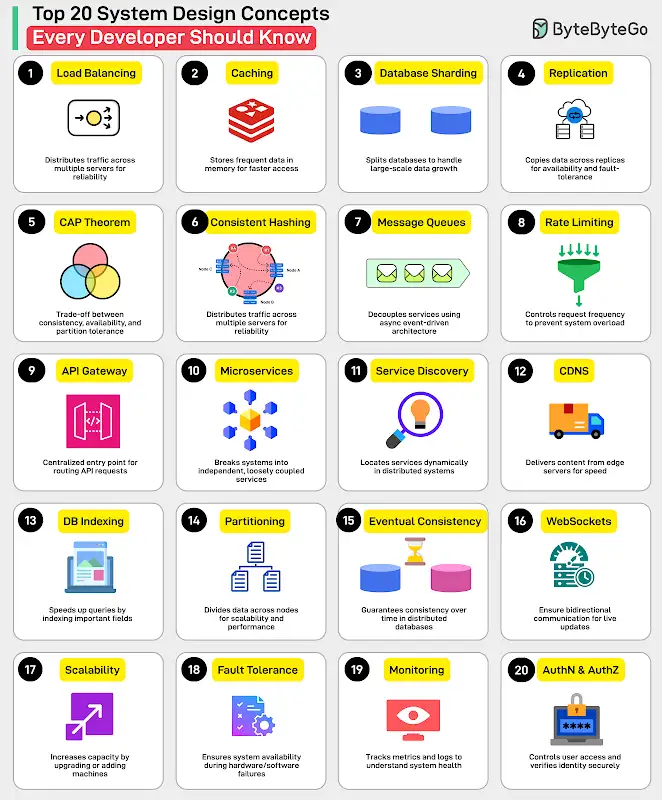 Top 20 System Design Concepts
Every Developer Should Know
ByteByteGo
1
Load Balancing
Distributes traffic across
multiple servers for
reliability
2
Caching
Stores frequent data in
memory for faster access
3
Database Sharding
Splits databases to handle
large-scale data growth
4
Replication
Copies data across replicas
for availability and fault-
tolerance
5
CAP Theorem
Trade-off between
consistency, availability, and
partition tolerance
6
Consistent Hashing
Node C
Node A
Node B
Distributes traffic across
multiple servers for
reliability
7
Message Queues
Decouples services using
async event-driven
architecture
8
Rate Limiting
Controls request frequency
to prevent system overload
9
API Gateway
</>
Centralized entry point for
routing API requests
10
Microservices
Breaks systems into
independent, loosely coupled
services
11
Service Discovery
Locates services dynamically
in distributed systems
12
CDNS
Delivers content from edge
servers for speed
13
DB Indexing
Speeds up queries by
indexing important fields
14
Partitioning
Divides data across nodes
for scalability and
performance
15
Eventual Consistency
Guarantees consistency over
time in distributed
databases
16
WebSockets
Ensure bidirectional
communication for live
updates
17
Scalability
Increases capacity by
upgrading or adding
machines
18
Fault Tolerance
Ensures system availability
during hardware/software
failures
19
Monitoring
Tracks metrics and logs to
understand system health
20
AuthN & AuthZ
****
Controls user access and
verifies identity securely